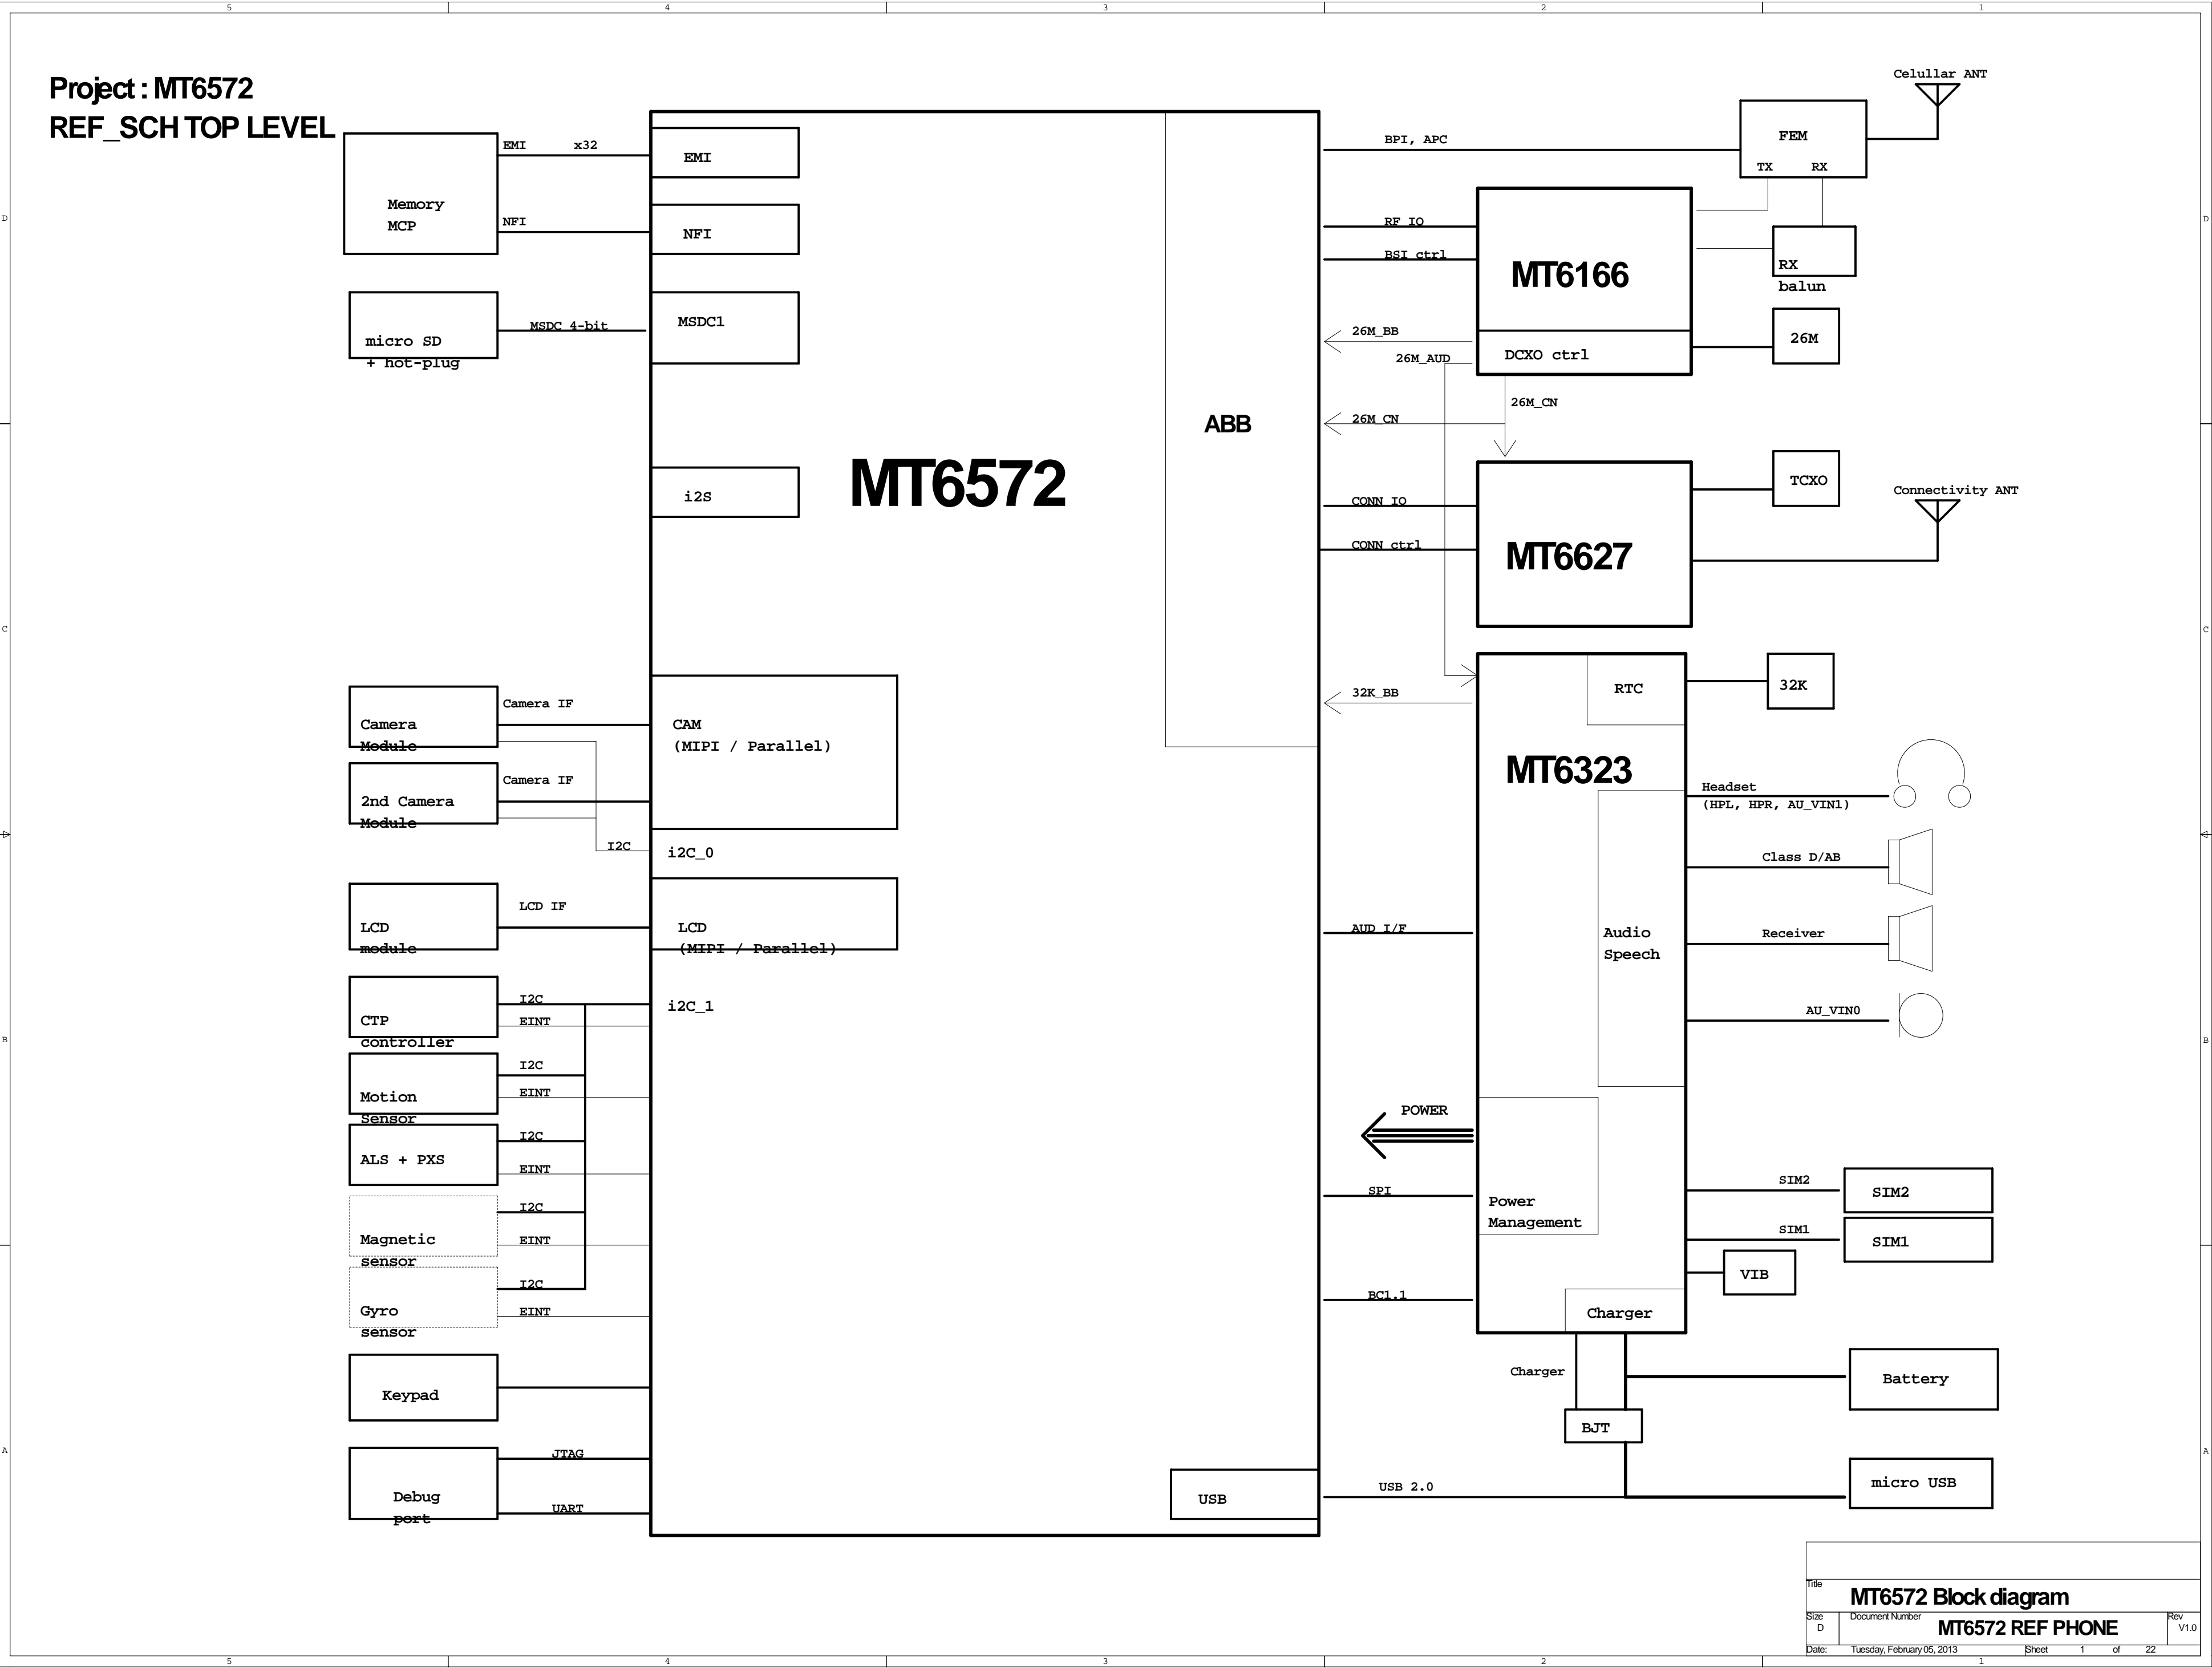 5
4
3
2
1
Project : MT6572
REF_SCH TOP LEVEL
Memory
MCP
EMI
x32
NFI
EMI
NFI
micro SD
+ hot-plug
MSDC 4-bit
MSDC1
i2S
MT6572
ABB
Camera
Module
Camera IF
2nd Camera
Module
Camera IF
I2C
CAM
(MIPI / Parallel)
i2C_0
LCD
module
LCD IF
LCD
(MIPI / Parallel)
CTP
controller
I2C
EINT
i2C_1
Motion
Sensor
I2C
EINT
ALS + PXS
I2C
EINT
Magnetic
sensor
I2C
EINT
Gyro
sensor
I2C
EINT
Keypad
Debug
port
JTAG
UART
USB
BPI, APC
FEM
TX
RX
Celullar ANT
RF IO
BSI ctrl
MT6166
RX
balun
26M_BB
26M_AUD
DCXO ctrl
26M
26M_CN
26M_CN
CONN IO
CONN ctrl
MT6627
TCXO
Connectivity ANT
32K_BB
RTC
32K
MT6323
Headset
(HPL, HPR, AU_VIN1)
Class D/AB
AUD I/F
Audio
Speech
Receiver
AU_VIN0
POWER
SPI
Power
Management
SIM2
SIM2
SIM1
SIM1
VIB
BC1.1
Charger
Charger
Battery
BJT
USB 2.0
micro USB
D
C
B
A
D
C
B
A
Title
MT6572 Block diagram
Size
D
Document Number
MT6572 REF PHONE
Rev
V1.0
Date:
Tuesday, February 05, 2013
Sheet
1
of
22
5
4
3
2
1